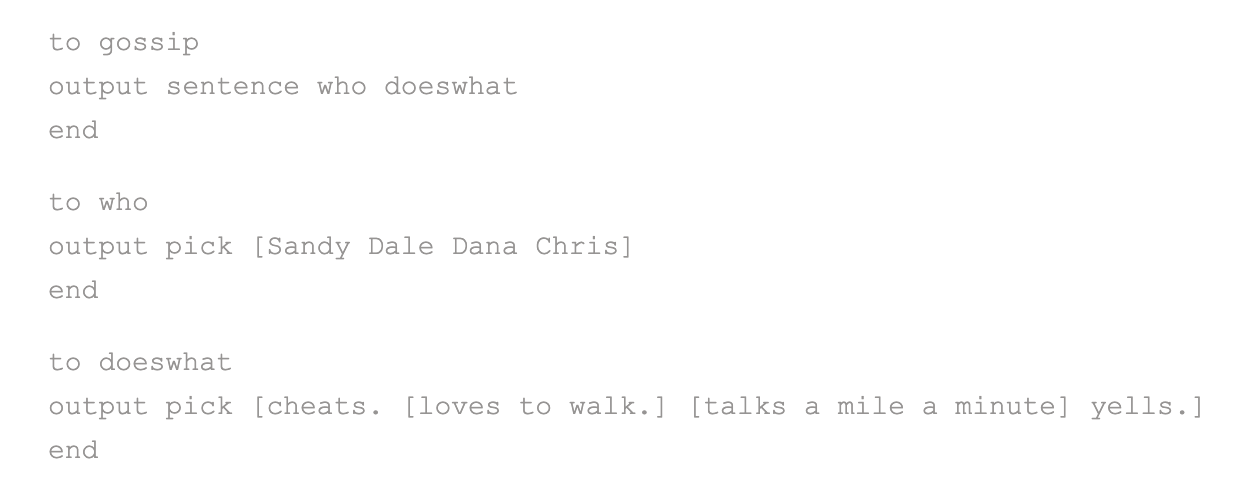 to gossip
output sentence who doeswhat
end
to who
output pick [Sandy Dale Dana Chris]
end
to doeswhat
output pick [cheats. [loves to walk.] [talks a mile a minute] yells.]
end